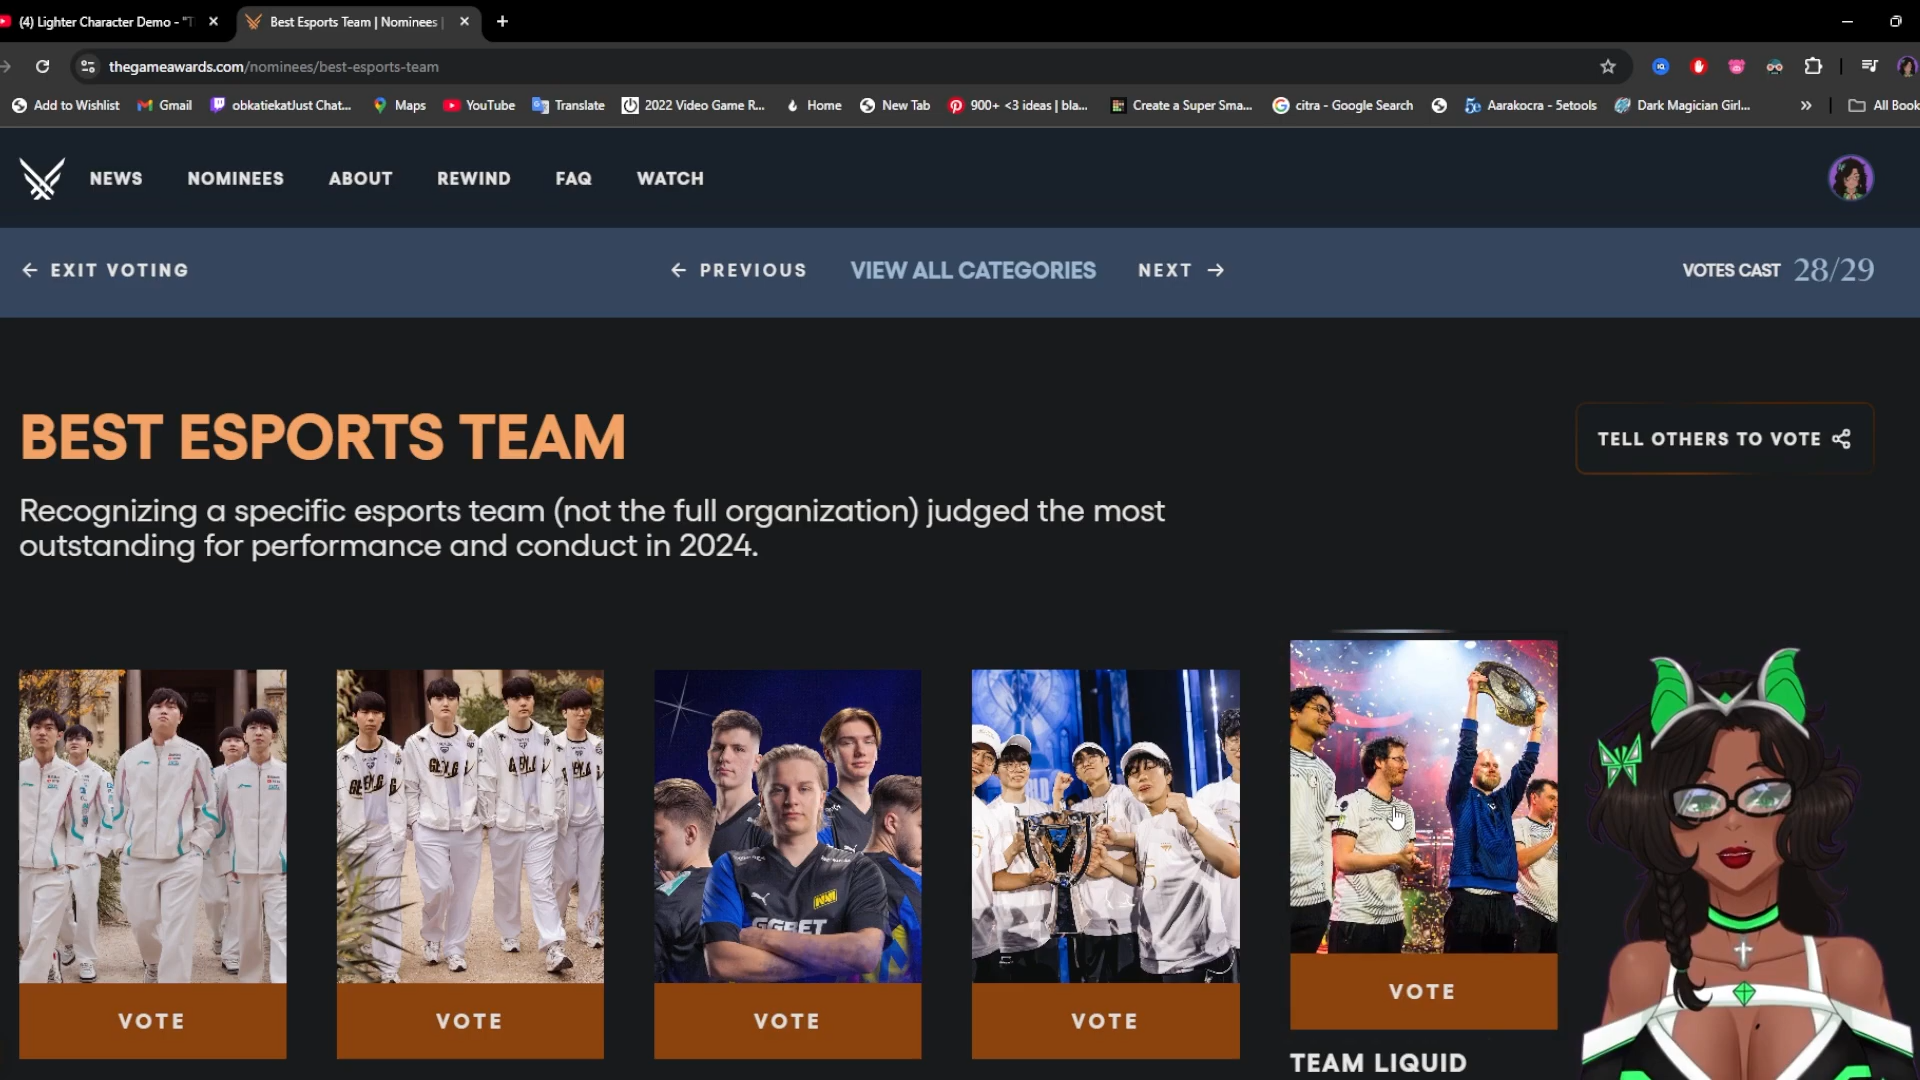 (4) Lighter Character Demo - "T
Best Esports Team | Nominees |
thegameawards.com/nominees/best-esports-team
Add to Wishlist
Gmail
obkatiekatJust Chat...
Maps
YouTube
Translate
2022 Video Game R...
Home
New Tab
900+ <3 ideas | bla...
Create a Super Sma...
citra - Google Search
Aarakocra - 5etools
Dark Magician Girl...
»
All Book
NEWS
NOMINEES
ABOUT
REWIND
FAQ
WATCH
EXIT VOTING
PREVIOUS
VIEW ALL CATEGORIES
NEXT
VOTES CAST 28/29
BEST ESPORTS TEAM
TELL OTHERS TO VOTE
Recognizing a specific esports team (not the full organization) judged the most
outstanding for performance and conduct in 2024.
GEN.G
GEN.G
GEN.G
GGBET
VOTE
VOTE
VOTE
VOTE
VOTE
TEAM LIQUID